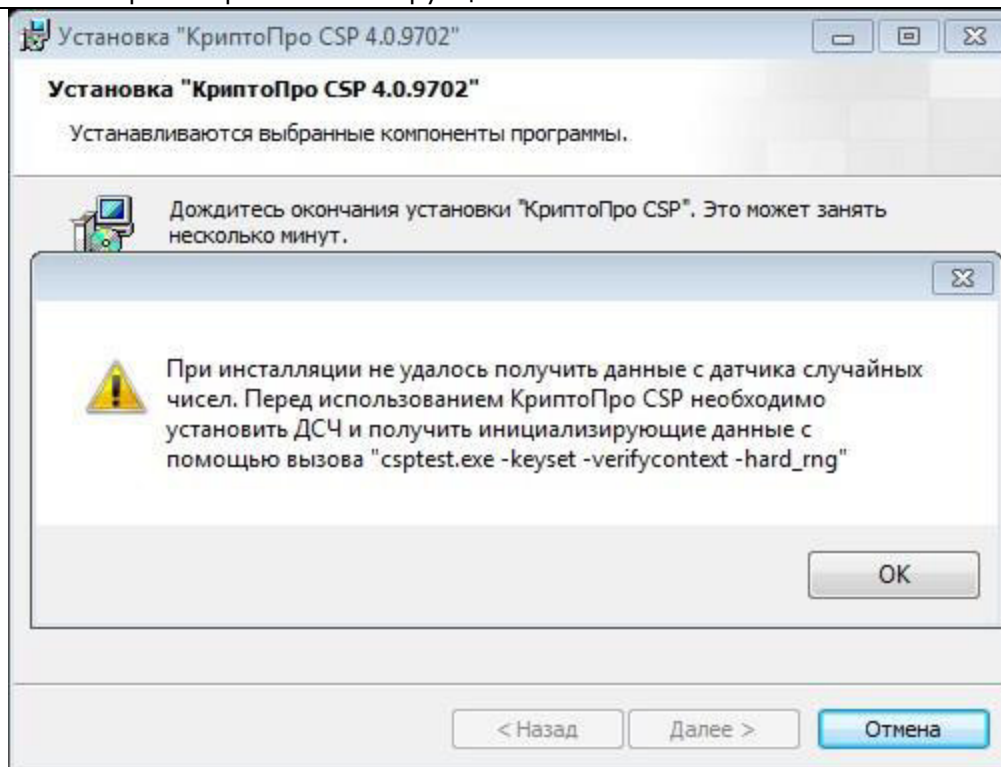 Установка "КриптоПро CSP 4.0.9702"
Установка "КриптоПро CSP 4.0.9702"
Устанавливаются выбранные компоненты программы.
Дождитесь окончания установки "КриптоПро CSP". Это может занять
несколько минут.
При инсталляции не удалось получить данные с датчика случайных
чисел. Перед использованием КриптоПро CSP необходимо
установить ДСЧ и получить инициализирующие данные с
помощью вызова "csptest.exe -keyset -verifycontext -hard_rng"
OK
< Назад Далее > Отмена